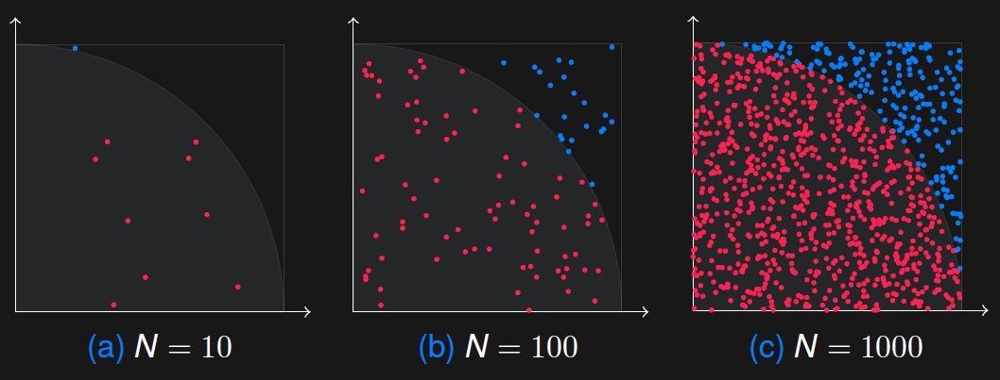 (a) N = 10
(b) N = 100
(c) N = 1000